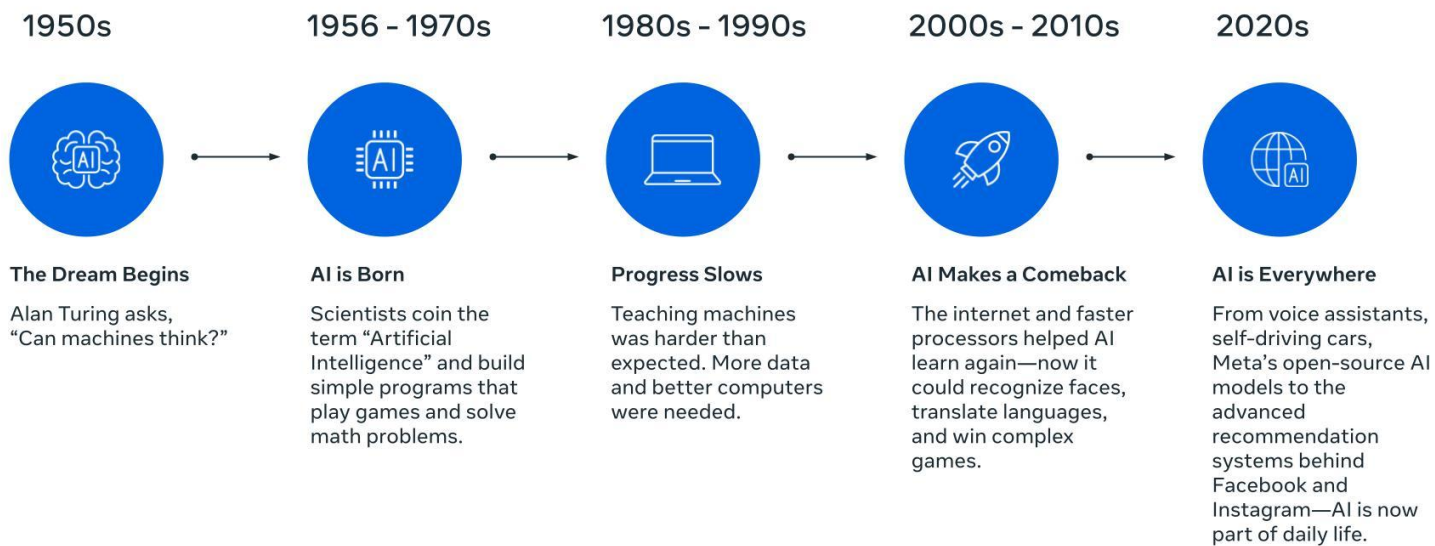 1950s
1956 - 1970s
1980s - 1990s
2000s - 2010s
2020s
AI
AI
AI
The Dream Begins
Alan Turing asks,
“Can machines think?”
AI is Born
Scientists coin the
term “Artificial
Intelligence” and build
simple programs that
play games and solve
math problems.
Progress Slows
Teaching machines
was harder than
expected. More data
and better computers
were needed.
AI Makes a Comeback
The internet and faster
processors helped AI
learn again—now it
could recognize faces,
translate languages,
and win complex
games.
AI is Everywhere
From voice assistants,
self-driving cars,
Meta’s open-source AI
models to the
advanced
recommendation
systems behind
Facebook and
Instagram—AI is now
part of daily life.